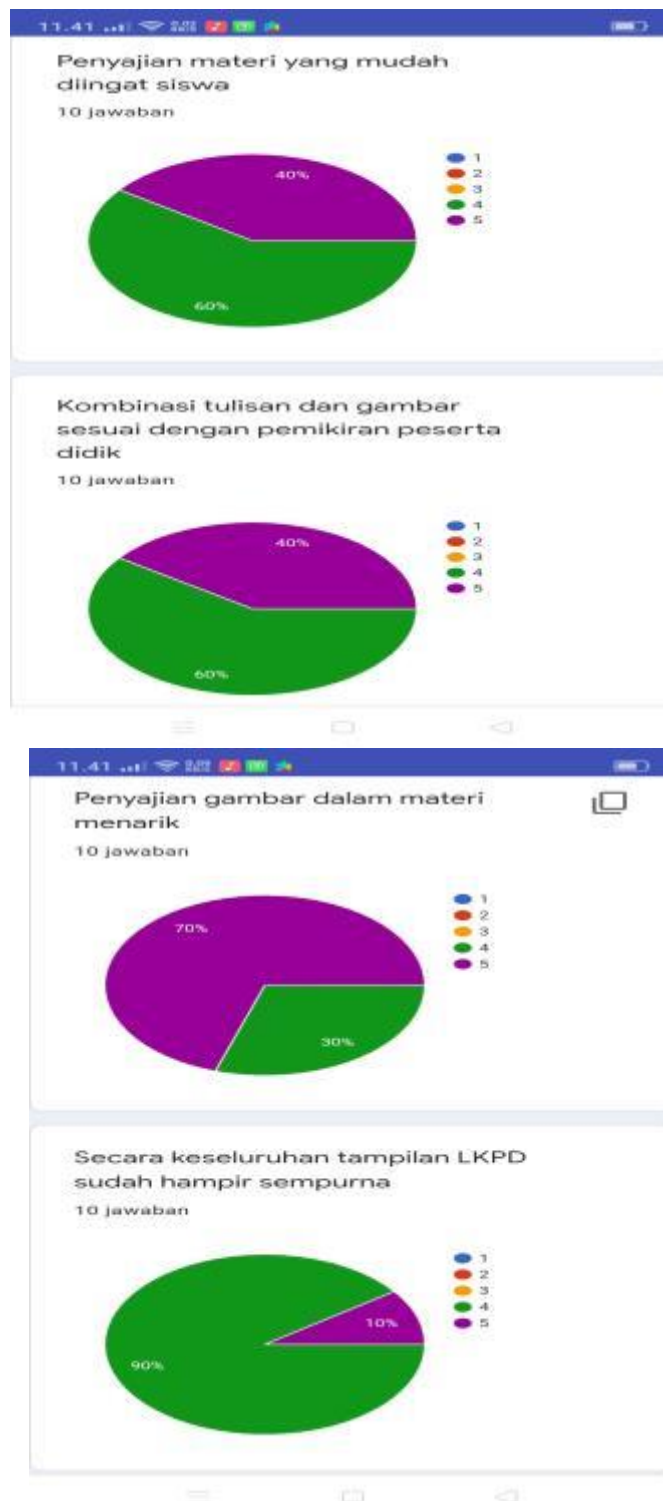 11.41
Penyajian materi yang mudah
diingat siswa
10 jawaban
40%
60%
1
2
3
4
5
Kombinasi tulisan dan gambar
sesuai dengan pemikiran peserta
didik
10 jawaban
40%
60%
1
2
3
4
5
11.41
Penyajian gambar dalam materi
menarik
10 jawaban
70%
30%
1
2
3
4
5
Secara keseluruhan tampilan LKPD
sudah hampir sempurna
10 jawaban
10%
90%
1
2
3
4
5